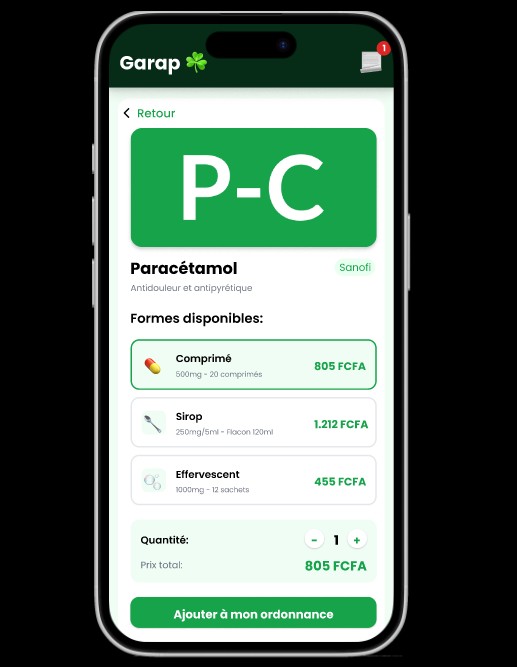 Garap
1
Retour
P-C
Paracétamol
Sanofi
Antidouleur et antipyrétique
Formes disponibles:
Comprimé
500mg - 20 comprimés
805 FCFA
Sirop
250mg/5ml - Flacon 120ml
1.212 FCFA
Effervescent
1000mg - 12 sachets
455 FCFA
Quantité:
- 1 +
Prix total:
805 FCFA
Ajouter à mon ordonnance